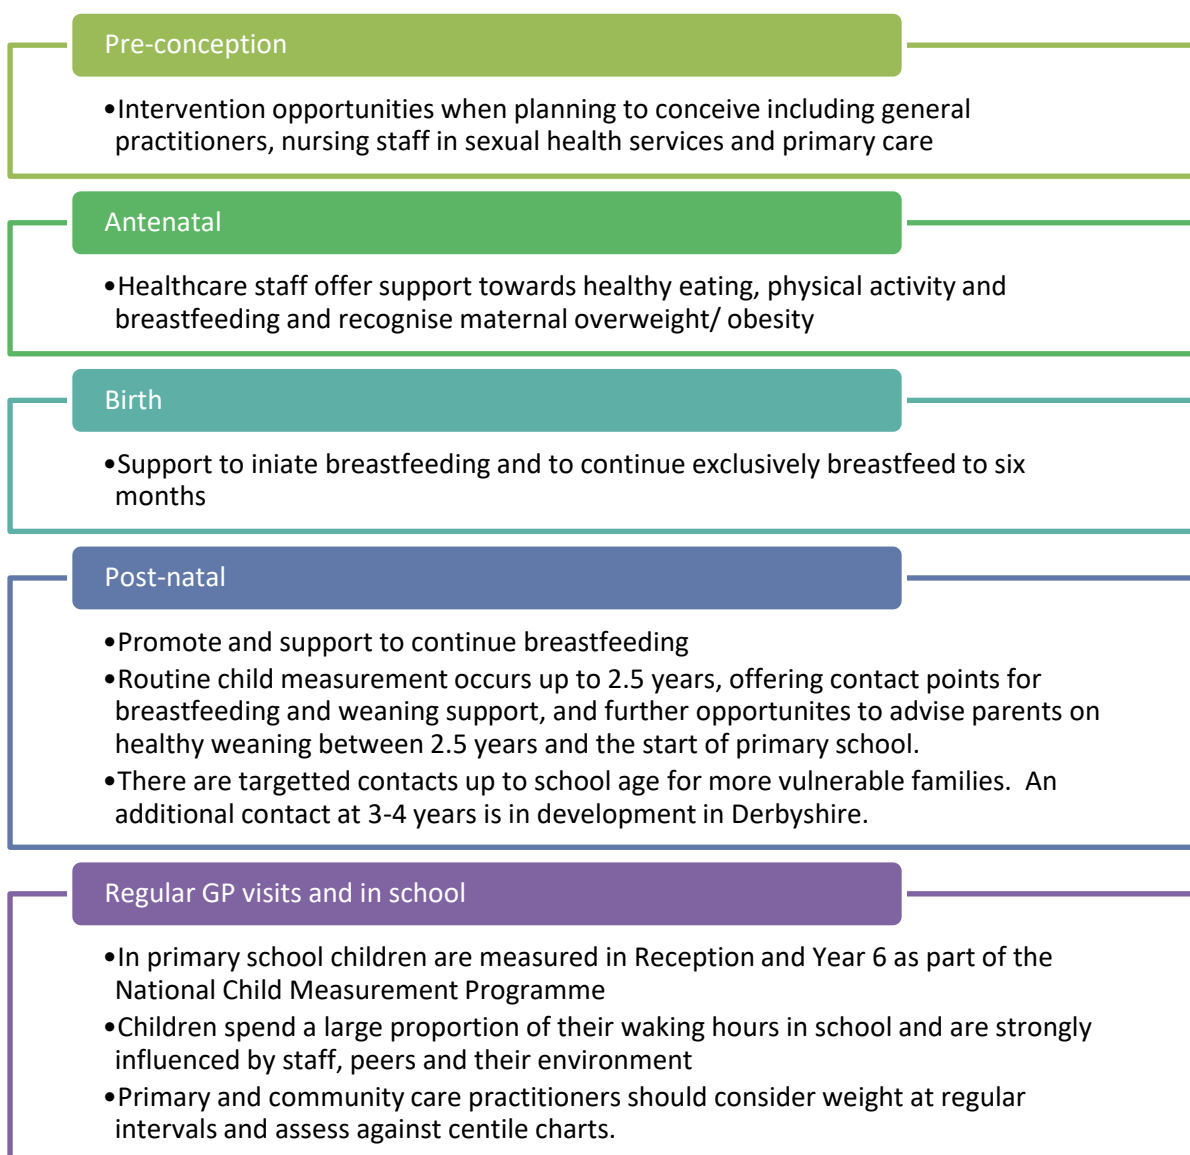 Pre-conception
•Intervention opportunities when planning to conceive including general
practitioners, nursing staff in sexual health services and primary care
Antenatal
•Healthcare staff offer support towards healthy eating, physical activity and
breastfeeding and recognise maternal overweight/ obesity
Birth
•Support to iniate breastfeeding and to continue exclusively breastfeed to six
months
Post-natal
•Promote and support to continue breastfeeding
•Routine child measurement occurs up to 2.5 years, offering contact points for
breastfeeding and weaning support, and further opportunites to advise parents on
healthy weaning between 2.5 years and the start of primary school.
•There are targetted contacts up to school age for more vulnerable families.  An
additional contact at 3-4 years is in development in Derbyshire.
Regular GP visits and in school
•In primary school children are measured in Reception and Year 6 as part of the
National Child Measurement Programme
•Children spend a large proportion of their waking hours in school and are strongly
influenced by staff, peers and their environment
•Primary and community care practitioners should consider weight at regular
intervals and assess against centile charts.